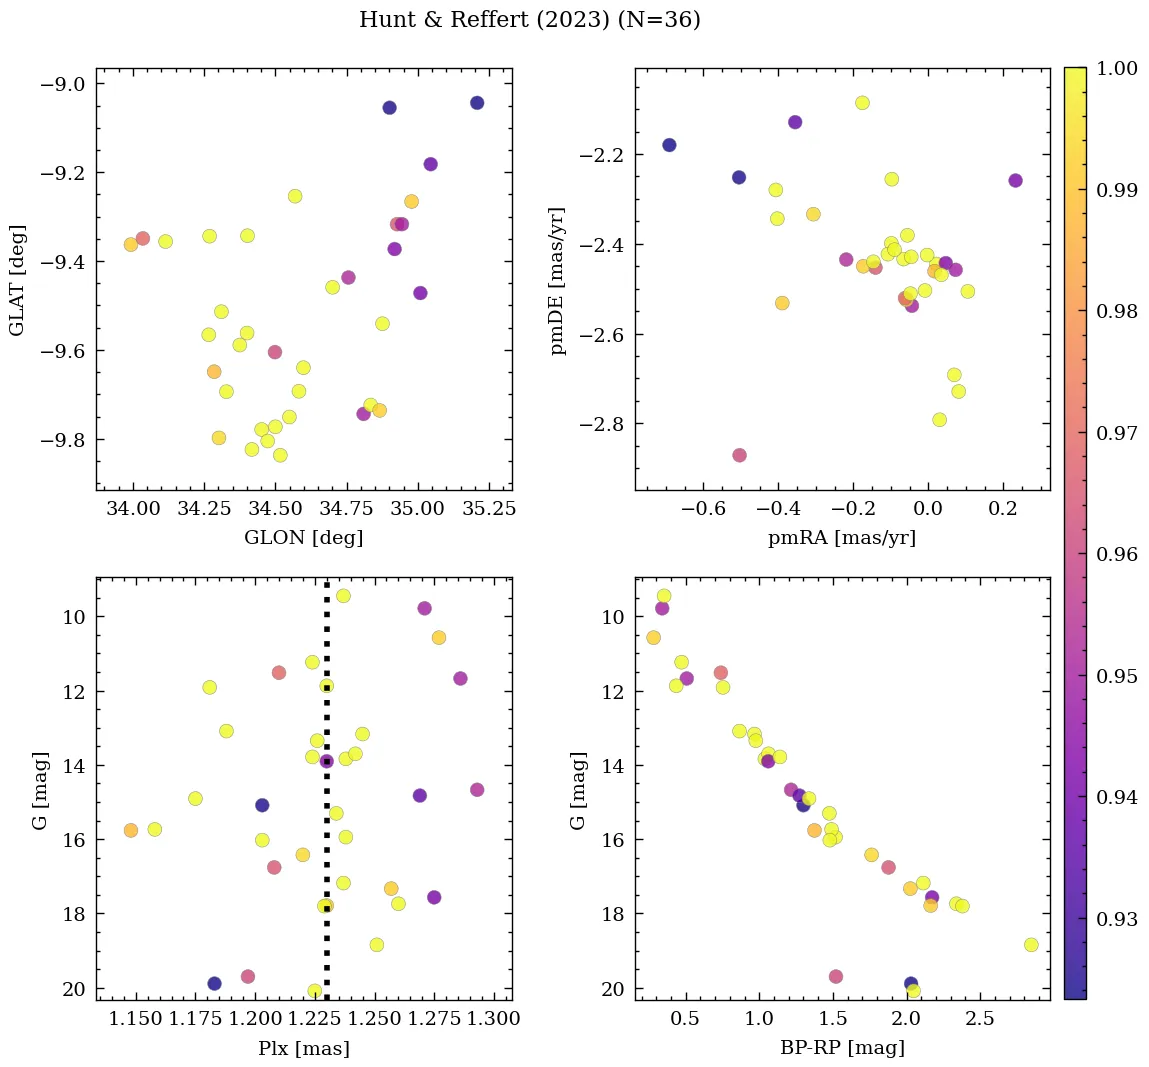 Hunt & Reffert (2023) (N=36)
−9.0
−9.2
−9.4
−9.6
−9.8
GLAT [deg]
34.00 34.25 34.50 34.75 35.00 35.25
GLON [deg]
−2.2
−2.4
−2.6
−2.8
pmDE [mas/yr]
−0.6 −0.4 −0.2 0.0 0.2
pmRA [mas/yr]
10
12
14
16
18
20
G [mag]
1.150 1.175 1.200 1.225 1.250 1.275 1.300
Plx [mas]
10
12
14
16
18
20
G [mag]
0.5 1.0 1.5 2.0 2.5
BP-RP [mag]
1.00
0.99
0.98
0.97
0.96
0.95
0.94
0.93